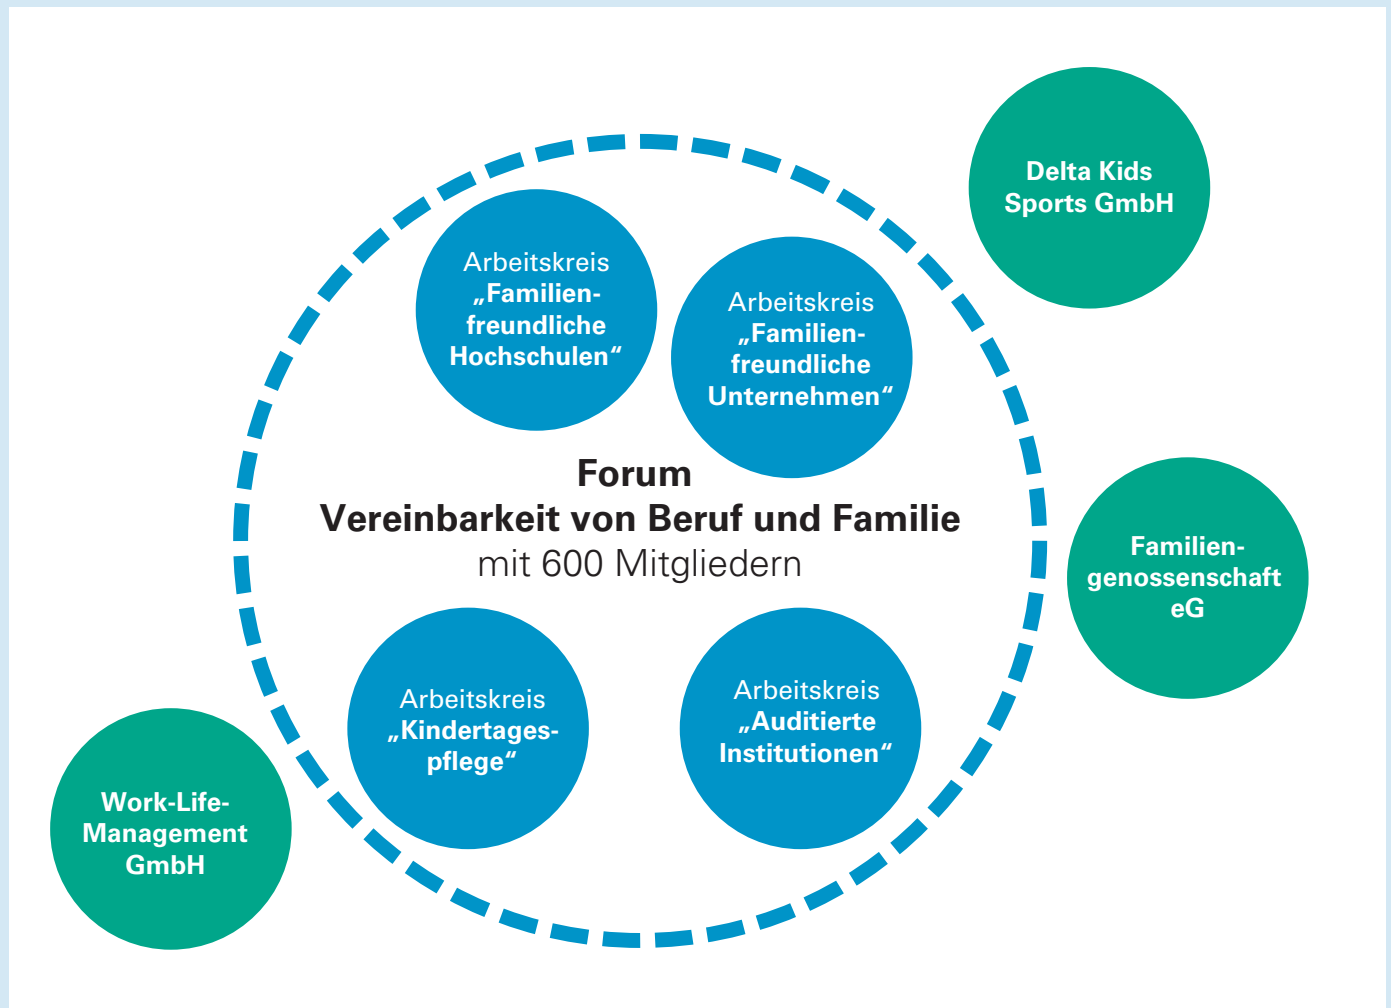 Delta Kids
Sports GmbH
Arbeitskreis
„Familien-
freundliche
Hochschulen“
Arbeitskreis
„Familien-
freundliche
Unternehmen“
Forum
Vereinbarkeit von Beruf und Familie
mit 600 Mitgliedern
Familien-
genossenschaft
eG
Arbeitskreis
„Kindertages-
pflege“
Arbeitskreis
„Auditierte
Institutionen“
Work-Life-
Management
GmbH